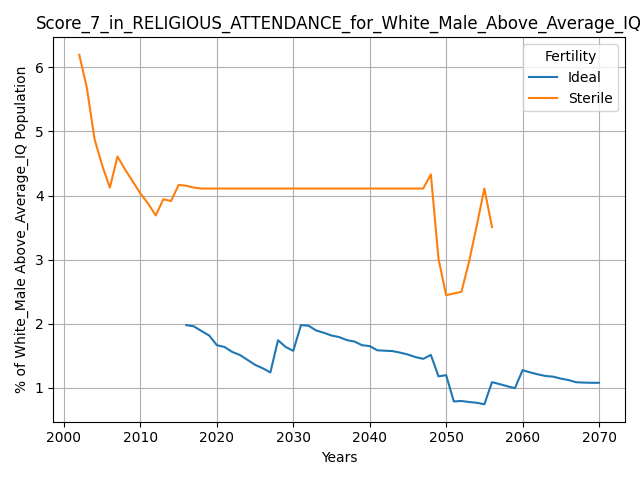 Score_7_in_RELIGIOUS_ATTENDANCE_for_White_Male_Above_Average_IQ
% of White_Male Above_Average_IQ Population
6
5
4
3
2
1
Fertility
Ideal
Sterile
2000 2010 2020 2030 2040 2050 2060 2070
Years